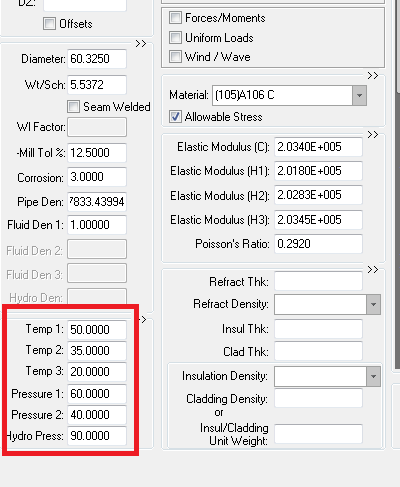 DZ:
Offsets
>>
Diameter: 60.3250
Wt/Sch: 5.5372
Seam Welded
WI Factor:
-Mill Tol %: 12.5000
Corrosion: 3.0000
Pipe Den: 7833.43994
Fluid Den 1: 1.00000
Fluid Den 2:
Fluid Den 3:
Hydro Den:
>>
Temp 1: 50.0000
Temp 2: 35.0000
Temp 3: 20.0000
Pressure 1: 60.0000
Pressure 2: 40.0000
Hydro Press: 90.0000
Forces/Moments
Uniform Loads
Wind / Wave
>>
Material: (105)A106 C
Allowable Stress
>>
Elastic Modulus (C): 2.0340E+005
Elastic Modulus (H1): 2.0180E+005
Elastic Modulus (H2): 2.0283E+005
Elastic Modulus (H3): 2.0345E+005
Poisson's Ratio: 0.2920
>>
Refract Thk:
Refract Density:
Insul Thk:
Clad Thk:
Insulation Density:
Cladding Density:
or
Insul/Cladding
Unit Weight: